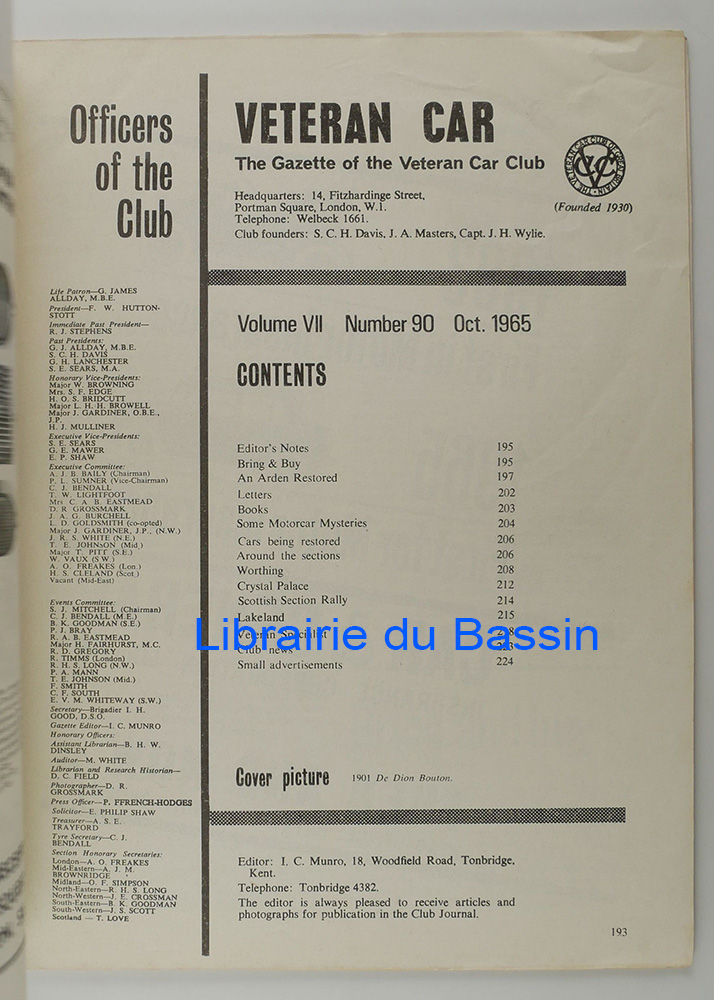 Officers
of the
Club
Life Patron—G. JAMES
ALLDAY, M.B.E.
President—F. W. HUTTON-
STOTT
Immediate Past President—
R. J. STEPHENS
Past Presidents:
G. J. ALLDAY, M.B.E.
S. C. H. DAVIS
G. H. LANCHESTER
S. E. SEARS, M.A.
Honorary Vice-Presidents:
Major W. BROWNING
Mrs. S. F. EDGE
H. O. S. BRIDCUTT
Major L. H. H. BROWELL
Major J. GARDINER, O.B.E.,
J.P.
H. J. MULLINER
Executive Vice-Presidents:
S. E. SEARS
G. E. MAWER
E. P. SHAW
Executive Committee:
A. J. B. BAILY (Chairman)
P. L. SUMNER (Vice-Chairman)
C. J. BENDALL
T. W. LIGHTFOOT
Mrs. C. A. B. EASTMEAD
D. R. GROSSMARK
J. A. G. BURCHELL
L. D. GOLDSMITH (co-opted)
Major J. GARDINER, J.P., (N.W.)
J. R. S. WHITE (N.E.)
T. E. JOHNSON (Mid.)
Major T. PITT (S.E.)
W. VAUX (S.W.)
A. O. FREAKES (Lon.)
H. S. CLELAND (Scot.)
Vacant (Mid-East)
Events Committee:
S. J. MITCHELL (Chairman)
C. J. BENDALL (M.E.)
B. K. GOODMAN (S.E.)
P. J. BRAY
R. A. B. EASTMEAD
Major H. FAIRHURST, M.C.
R. D. GREGORY
R. TIMMS (London)
R. H. S. LONG (N.W.)
P. A. MANN
T. E. JOHNSON (Mid.)
F. SMITH
C. F. SOUTH
E. V. M. WHITEWAY (S.W.)
Secretary—Brigadier I. H.
GOOD, D.S.O.
Gazette Editor—I. C. MUNRO
Honorary Officers:
Assistant Librarian—B. H. W.
DINSLEY
Auditor—M. WHITE
Librarian and Research Historian—
D. C. FIELD
Photographer—D. R.
GROSSMARK
Press Officer—P. FFRENCH-HODGES
Solicitor—E. PHILIP SHAW
Treasurer—A. S. E.
TRAYFORD
Tyre Secretary—C. J.
BENDALL
Section Honorary Secretaries:
London—A. O. FREAKES
Mid-Eastern—A. J. M.
BROWNRIDGE
Midland—O. F. SIMPSON
North-Eastern—R. H. S. LONG
North-Western—J. E. CROSSMAN
South-Eastern—B. K. GOODMAN
South-Western—J. S. SCOTT
Scotland—T. LOVE
VETERAN CAR
The Gazette of the Veteran Car Club
Headquarters: 14, Fitzhardinge Street,
Portman Square, London, W.1.
Telephone: Welbeck 1661.
Club founders: S. C. H. Davis, J. A. Masters, Capt. J. H. Wylie.
THE VETERAN CAR CLUB OF GREAT BRITAIN
VCC
(Founded 1930)
Volume VII Number 90 Oct. 1965
CONTENTS
Editor's Notes 195
Bring & Buy 195
An Arden Restored 197
Letters 202
Books 203
Some Motorcar Mysteries 204
Cars being restored 206
Around the sections 206
Worthing 208
Crystal Palace 212
Scottish Section Rally 214
Lakeland 215
Veteran Specialist
Club news
Small advertisements 224
Librairie du Bassin
Cover picture 1901 De Dion Bouton.
Editor: I. C. Munro, 18, Woodfield Road, Tonbridge,
Kent.
Telephone: Tonbridge 4382.
The editor is always pleased to receive articles and
photographs for publication in the Club Journal.
193